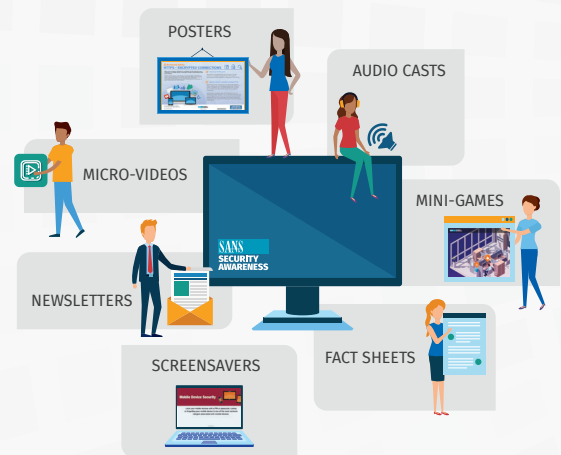 POSTERS
AUDIO CASTS
MICRO-VIDEOS
MINI-GAMES
SANS
SECURITY
AWARENESS
NEWSLETTERS
SCREENSAVERS
FACT SHEETS
Mobile Device Security